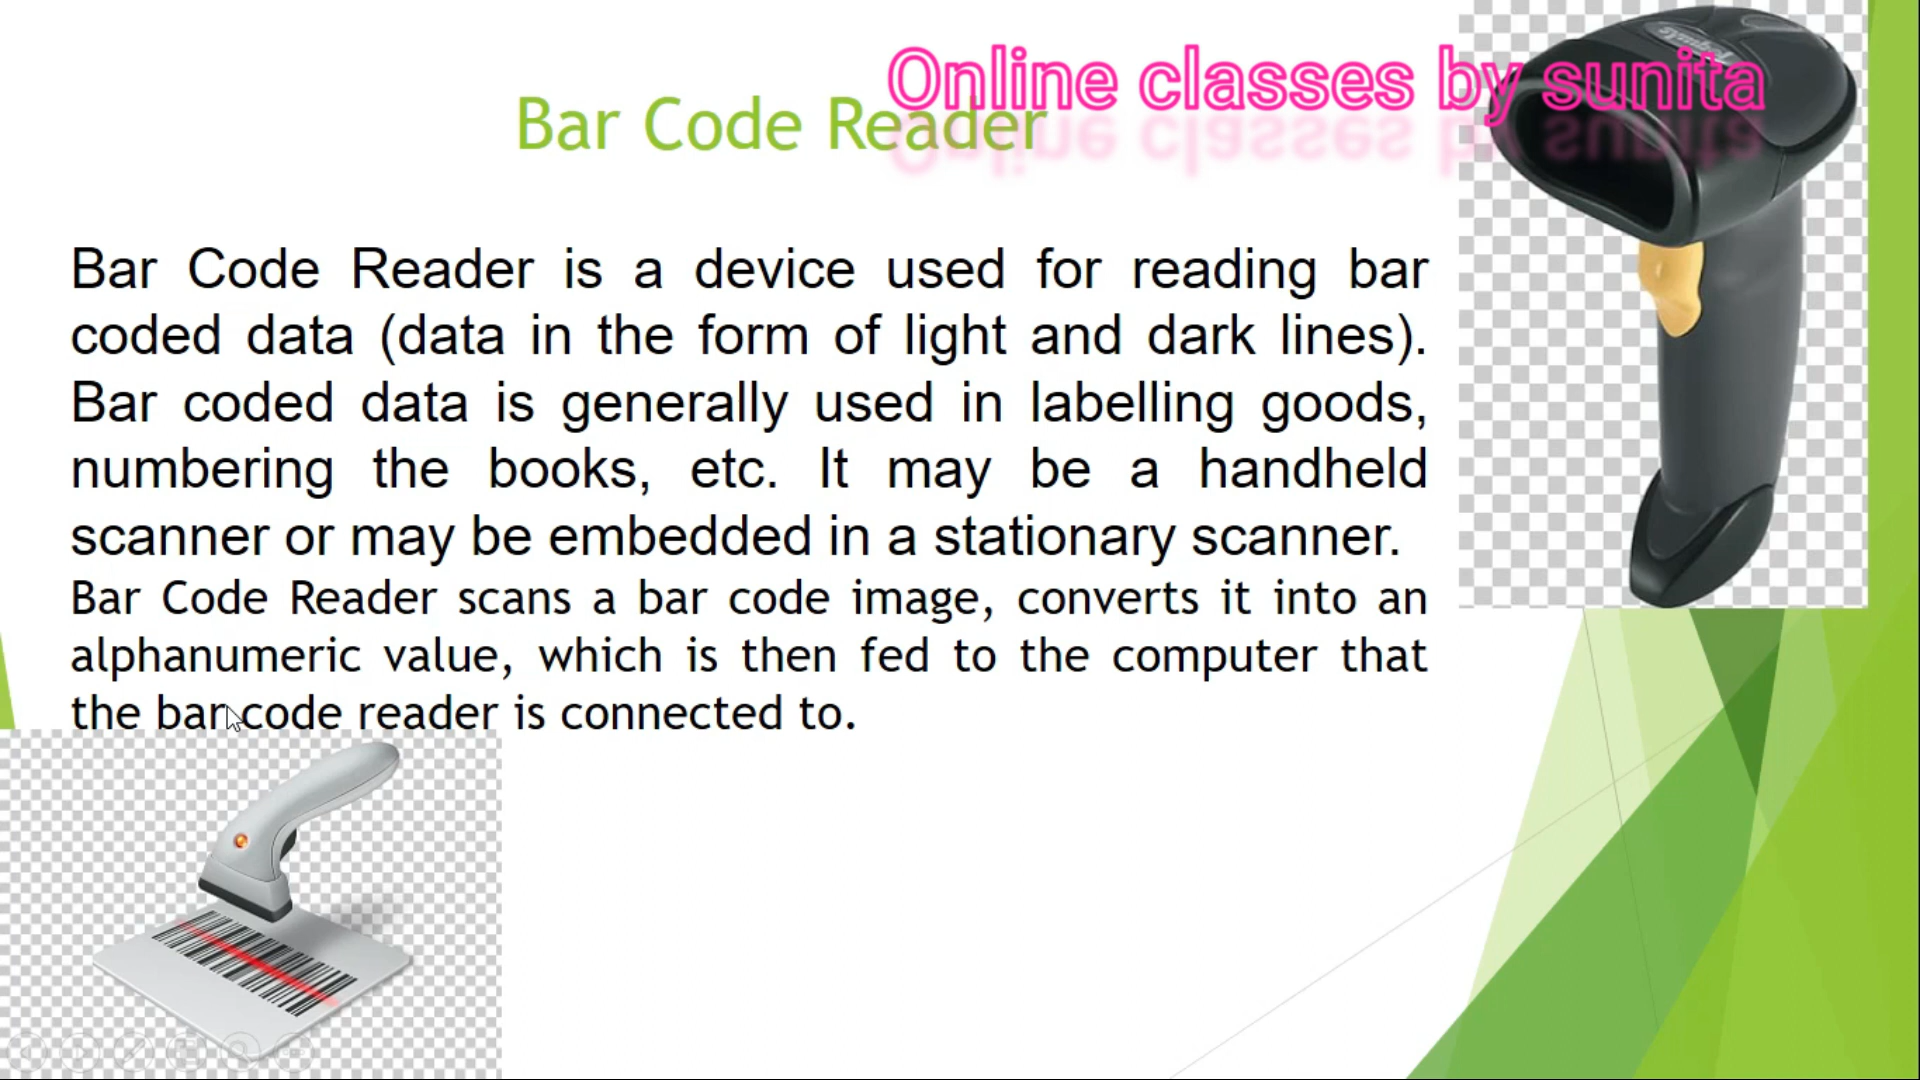 Online classes by sunita
Bar Code Reader
Bar Code Reader is a device used for reading bar
coded data (data in the form of light and dark lines).
Bar coded data is generally used in labelling goods,
numbering the books, etc. It may be a handheld
scanner or may be embedded in a stationary scanner.
Bar Code Reader scans a bar code image, converts it into an
alphanumeric value, which is then fed to the computer that
the bar code reader is connected to.